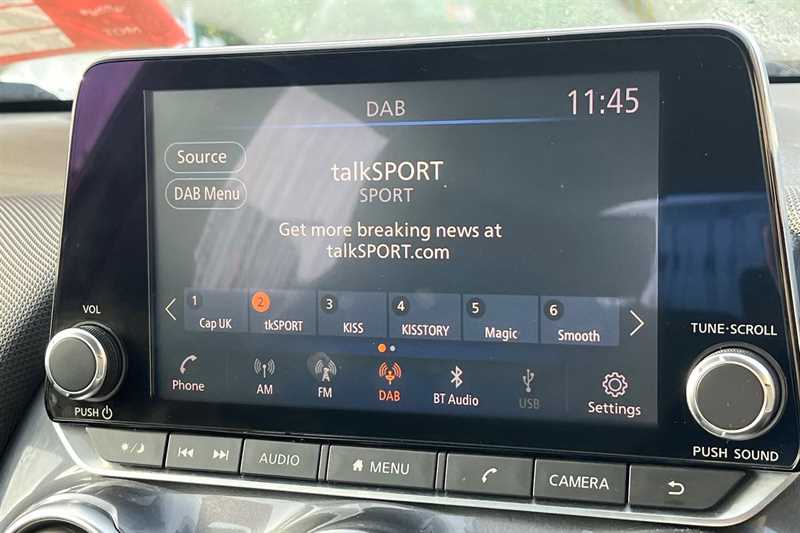 TOM
DAB
11:45
Source
DAB Menu
talkSPORT
SPORT
Get more breaking news at
talkSPORT.com
1
Cap UK
2
tkSPORT
3
KISS
4
KISSTORY
5
Magic
6
Smooth
VOL
PUSH
TUNE·SCROLL
PUSH SOUND
Phone
AM
FM
DAB
BT Audio
USB
Settings
AUDIO
MENU
CAMERA